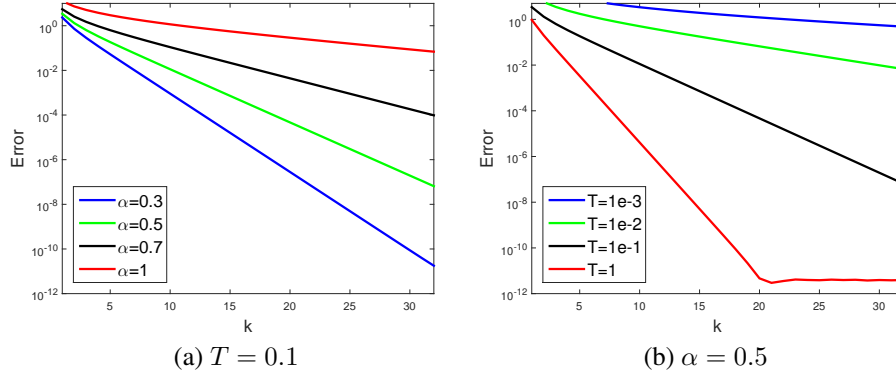 10^0
10^-2
10^-4
10^-6
10^-8
10^-10
10^-12
Error
5
10
15
20
25
30
k
α=0.3
α=0.5
α=0.7
α=1
(a) T = 0.1
10^0
10^-2
10^-4
10^-6
10^-8
10^-10
10^-12
Error
5
10
15
20
25
30
k
T=1e-3
T=1e-2
T=1e-1
T=1
(b) α = 0.5